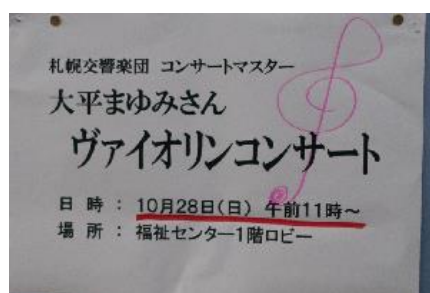 札幌交響楽団 コンサートマスター
大平まゆみさん
ヴァイオリンコンサート
日 時 : 10月28日(日) 午前11時～
場 所 : 福祉センター1階ロビー